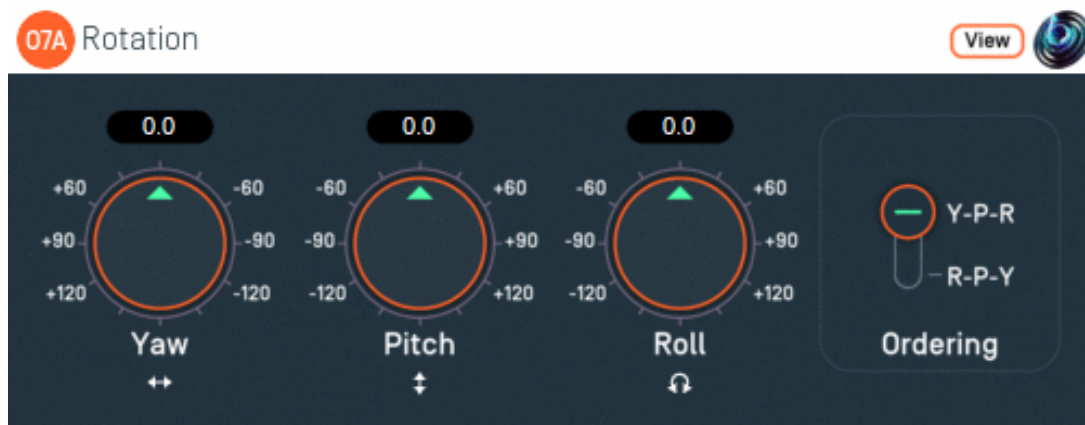 O7A Rotation View
0.0 0.0 0.0
+60 -60 -60 +60 -60 +60
+90 -90 -90 +90 -90 +90
+120 -120 -120 +120 -120 +120
Y-P-R
R-P-Y
Yaw Pitch Roll Ordering